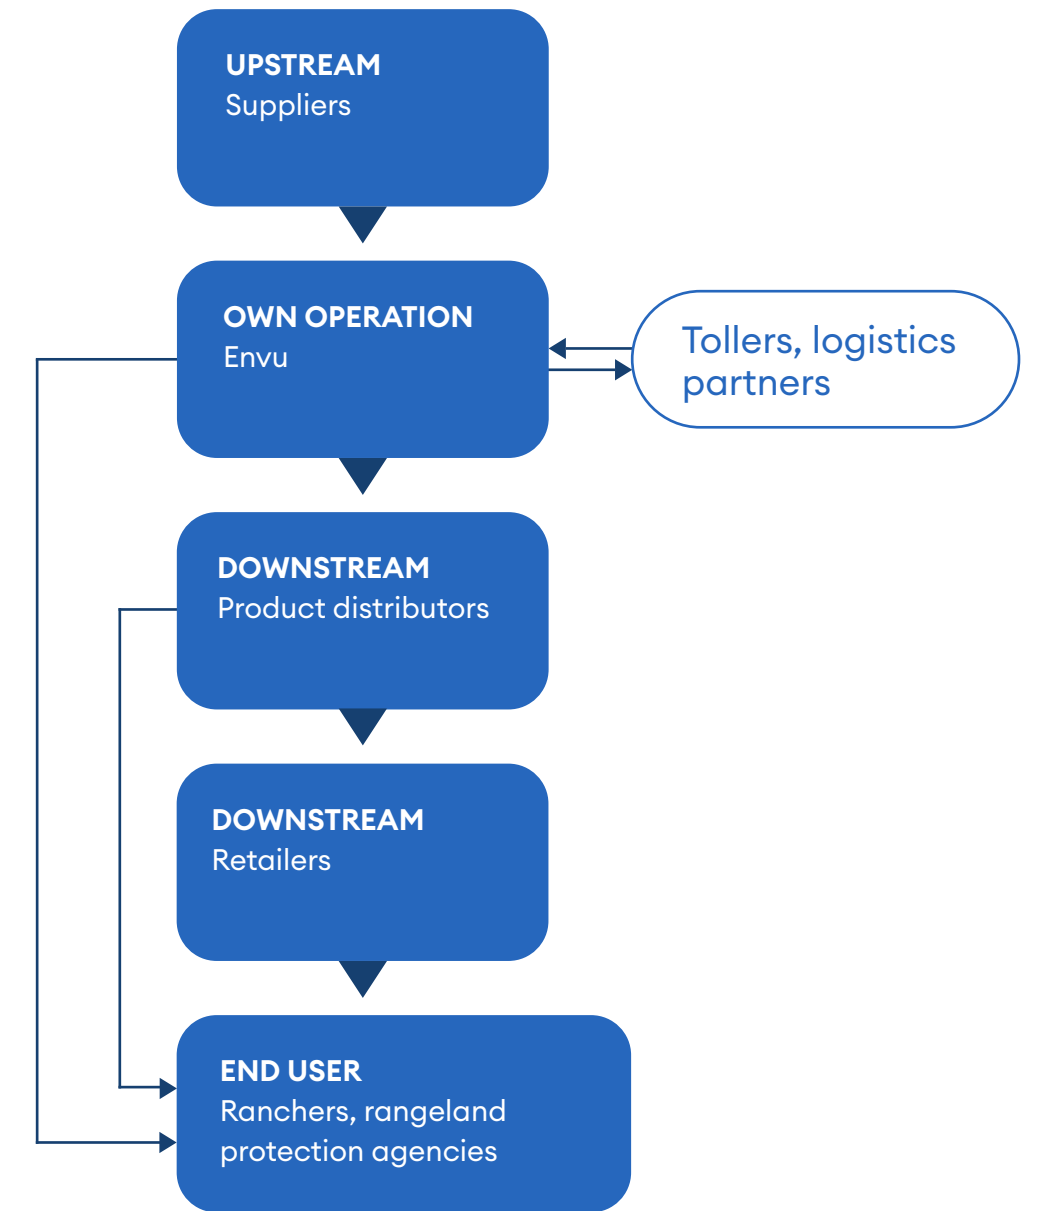 UPSTREAM
Suppliers
OWN OPERATION
Envu
Tollers, logistics
partners
DOWNSTREAM
Product distributors
DOWNSTREAM
Retailers
END USER
Ranchers, rangeland
protection agencies